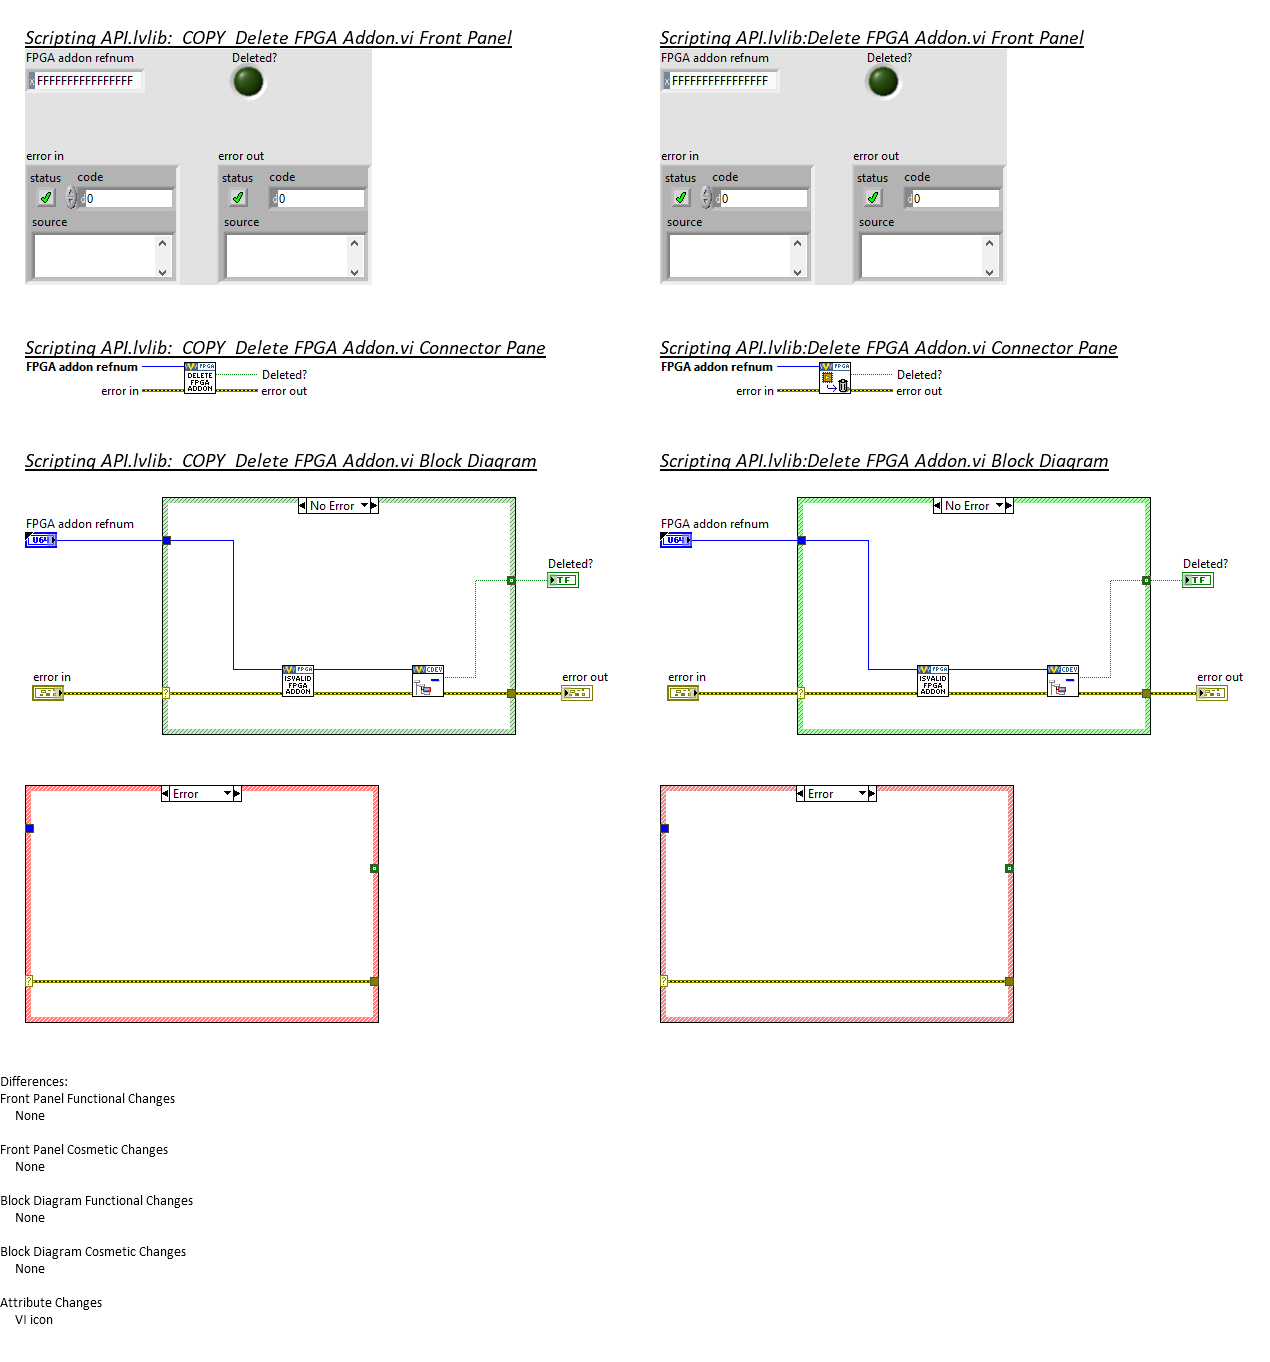 Scripting API.lvlib:_COPY_Delete FPGA Addon.vi Front Panel
FPGA addon refnum
Deleted?
x FFFFFFFFFFFFFFFF
error in
error out
status
code
status
code
d 0
d 0
source
source
Scripting API.lvlib:Delete FPGA Addon.vi Front Panel
FPGA addon refnum
Deleted?
x FFFFFFFFFFFFFFFF
error in
error out
status
code
status
code
d 0
d 0
source
source
Scripting API.lvlib:_COPY_Delete FPGA Addon.vi Connector Pane
FPGA addon refnum
FPGA
DELETE
FPGA
ADDON
Deleted?
error in
error out
Scripting API.lvlib:Delete FPGA Addon.vi Connector Pane
FPGA addon refnum
FPGA
Deleted?
error in
error out
Scripting API.lvlib:_COPY_Delete FPGA Addon.vi Block Diagram
No Error
FPGA addon refnum
U64
Deleted?
TF
FPGA
ISVALID
FPGA
ADDON
CDEV
error in
?
error out
Error
?
Scripting API.lvlib:Delete FPGA Addon.vi Block Diagram
No Error
FPGA addon refnum
U64
Deleted?
TF
FPGA
ISVALID
FPGA
ADDON
CDEV
error in
?
error out
Error
?
Differences:
Front Panel Functional Changes
None
Front Panel Cosmetic Changes
None
Block Diagram Functional Changes
None
Block Diagram Cosmetic Changes
None
Attribute Changes
VI icon